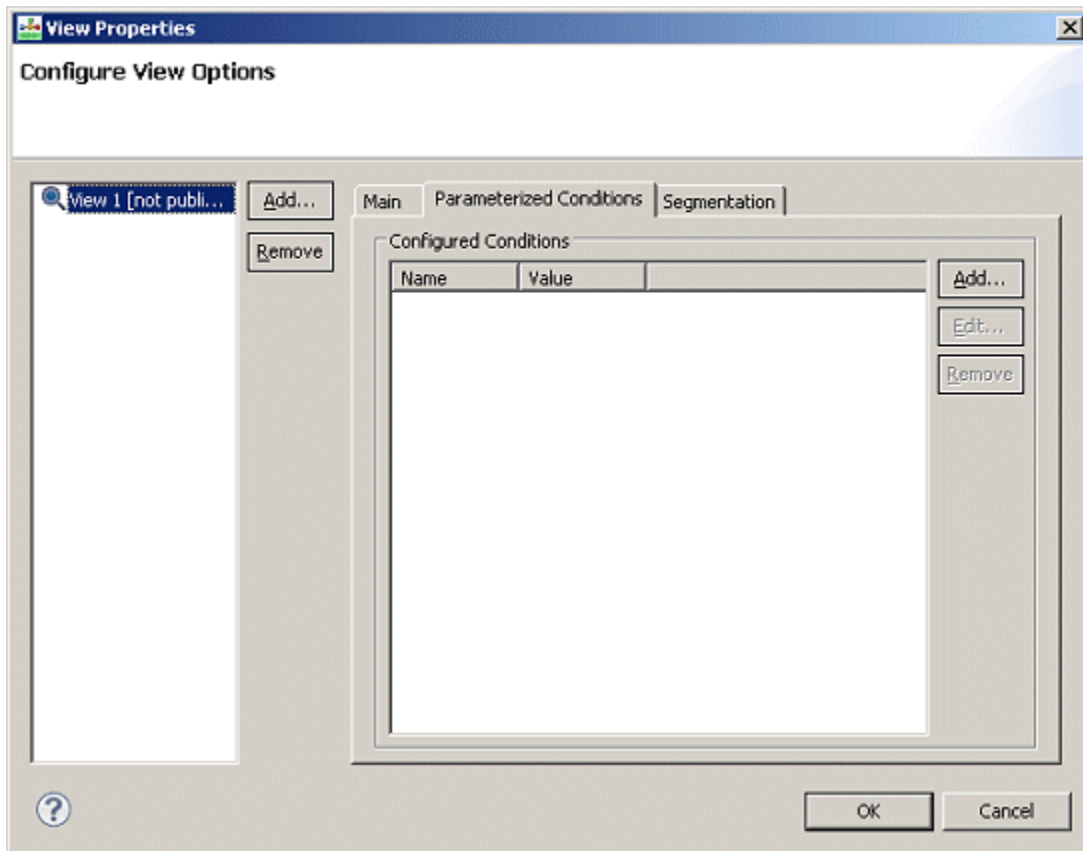 View Properties
Configure View Options
View 1 [not publi...
Add...
Remove
Main
Parameterized Conditions
Segmentation
Configured Conditions
Name
Value
Add...
Edit...
Remove
?
OK
Cancel